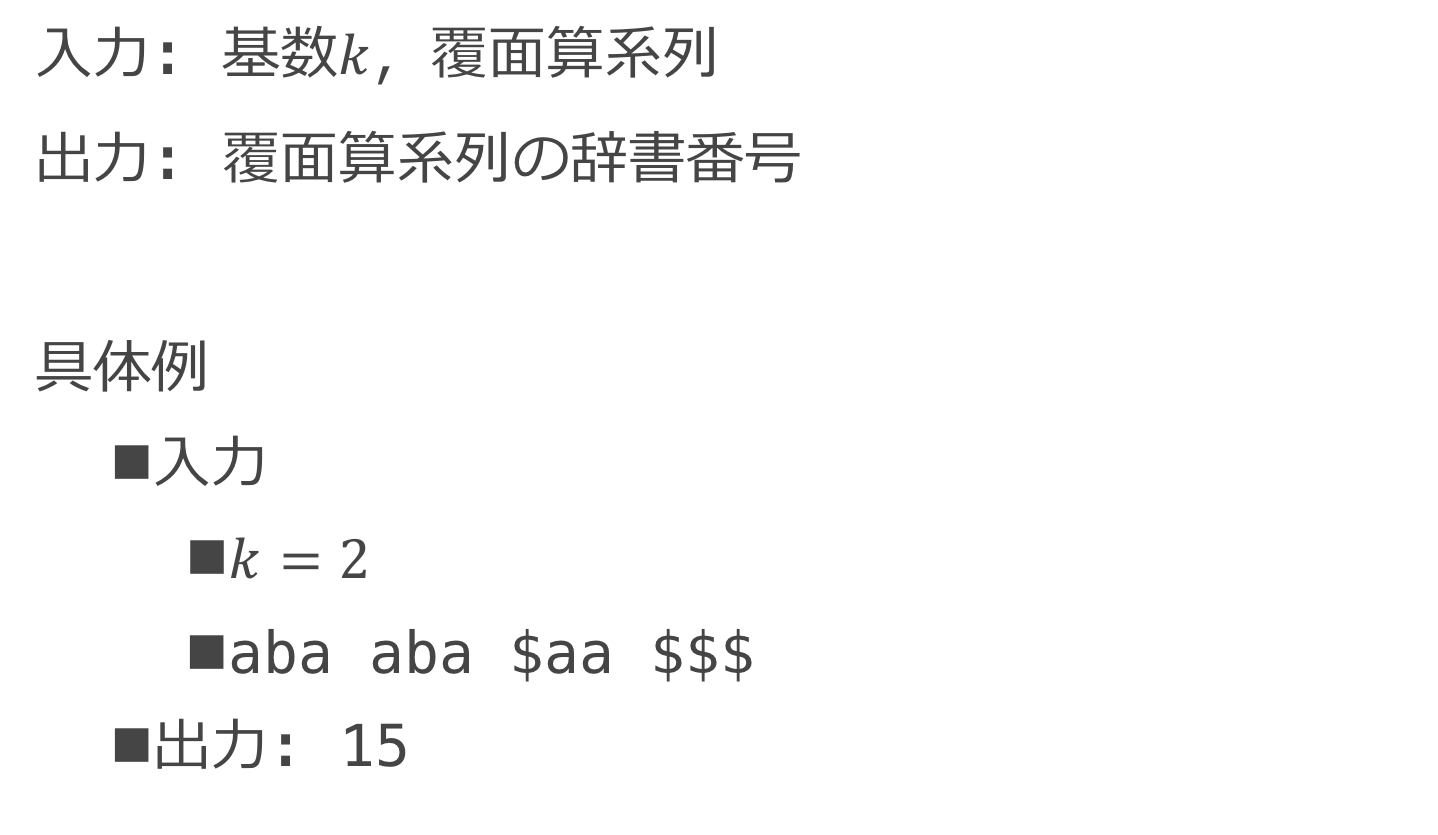 入力: 基数k, 覆面算系列
出力: 覆面算系列の辞書番号
具体例
■入力
■k = 2
■aba aba $aa $$$
■出力: 15